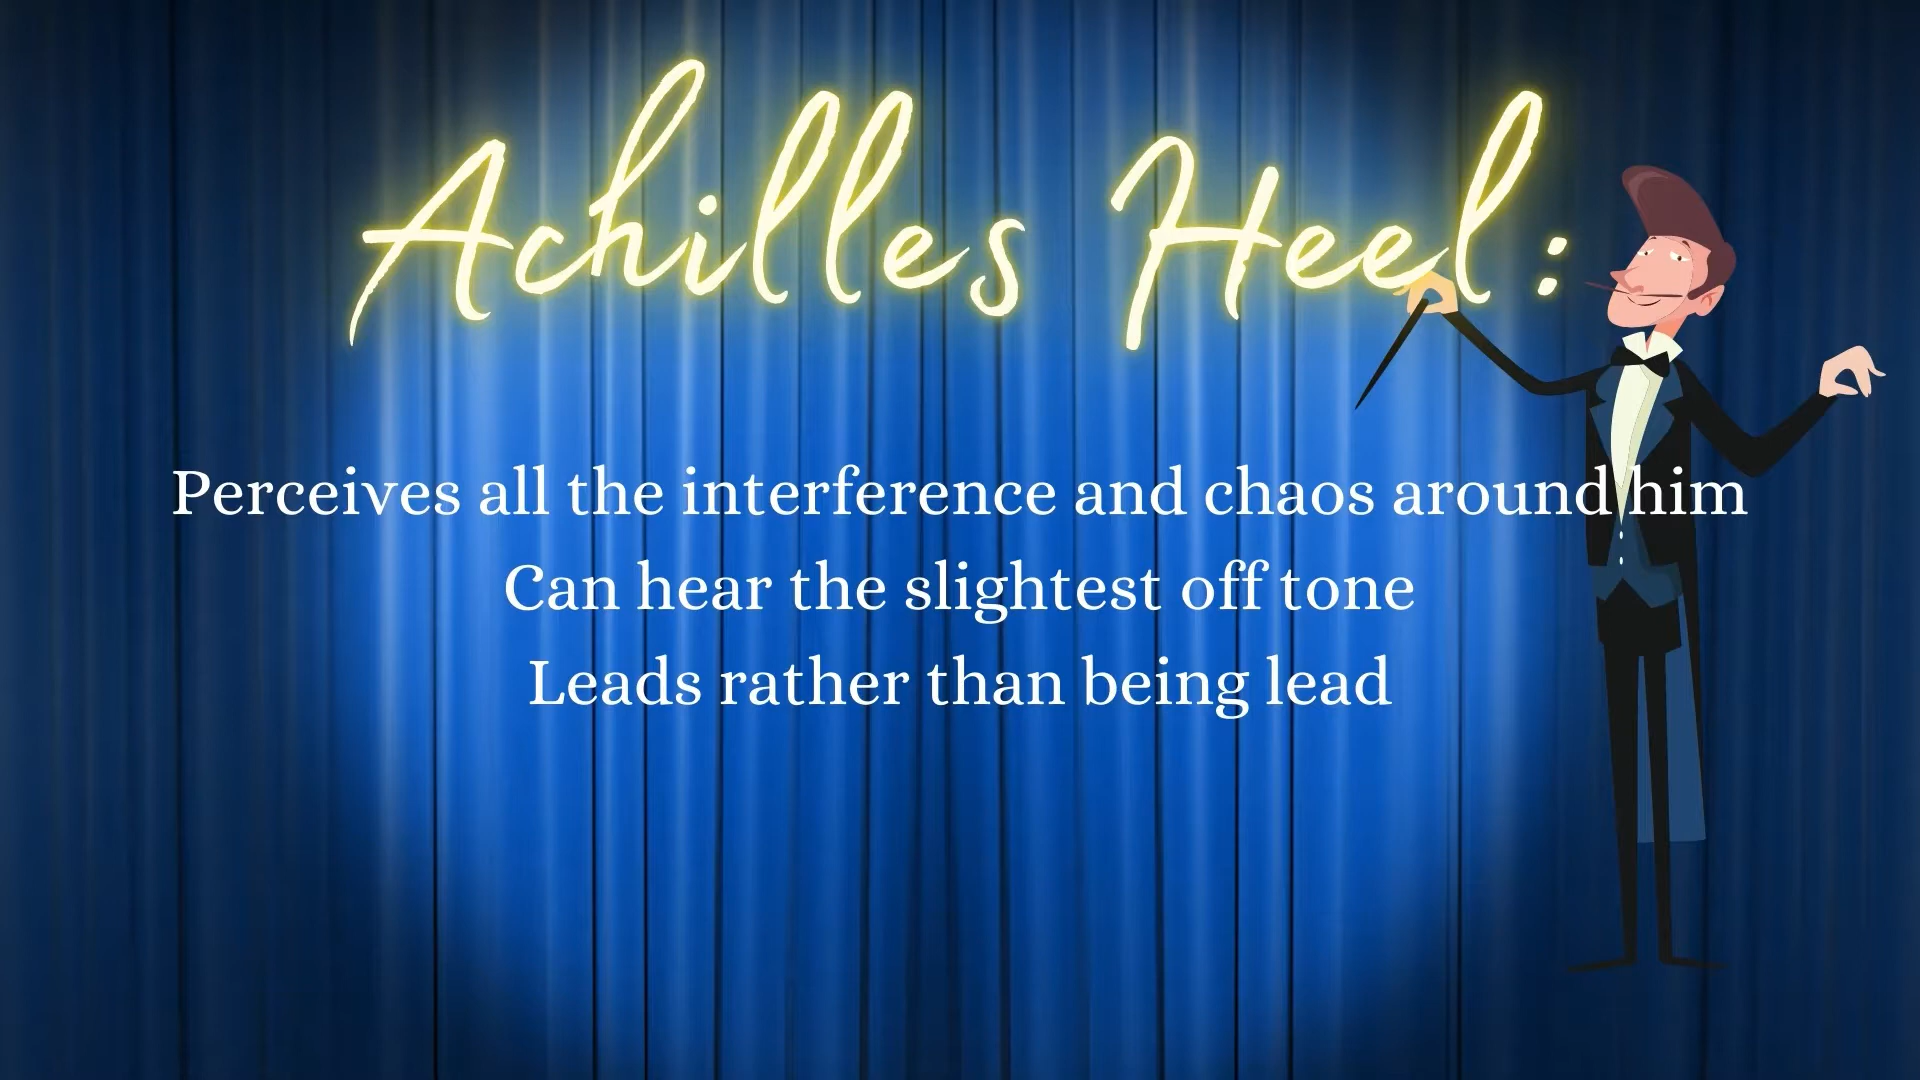 Achilles Heel:
Perceives all the interference and chaos around him
Can hear the slightest off tone
Leads rather than being lead